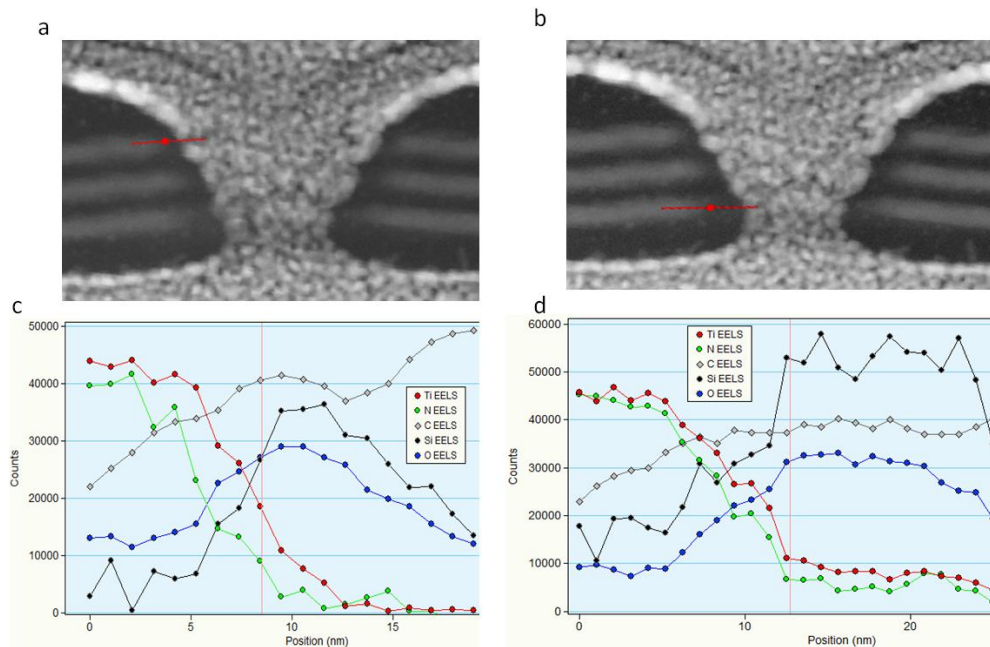 a
b
c
d
50000
40000
30000
20000
10000
0
Counts
Ti EELS
N EELS
C EELS
Si EELS
O EELS
0
5
10
15
Position (nm)
60000
50000
40000
30000
20000
10000
0
Counts
Ti EELS
N EELS
C EELS
Si EELS
O EELS
0
10
20
Position (nm)